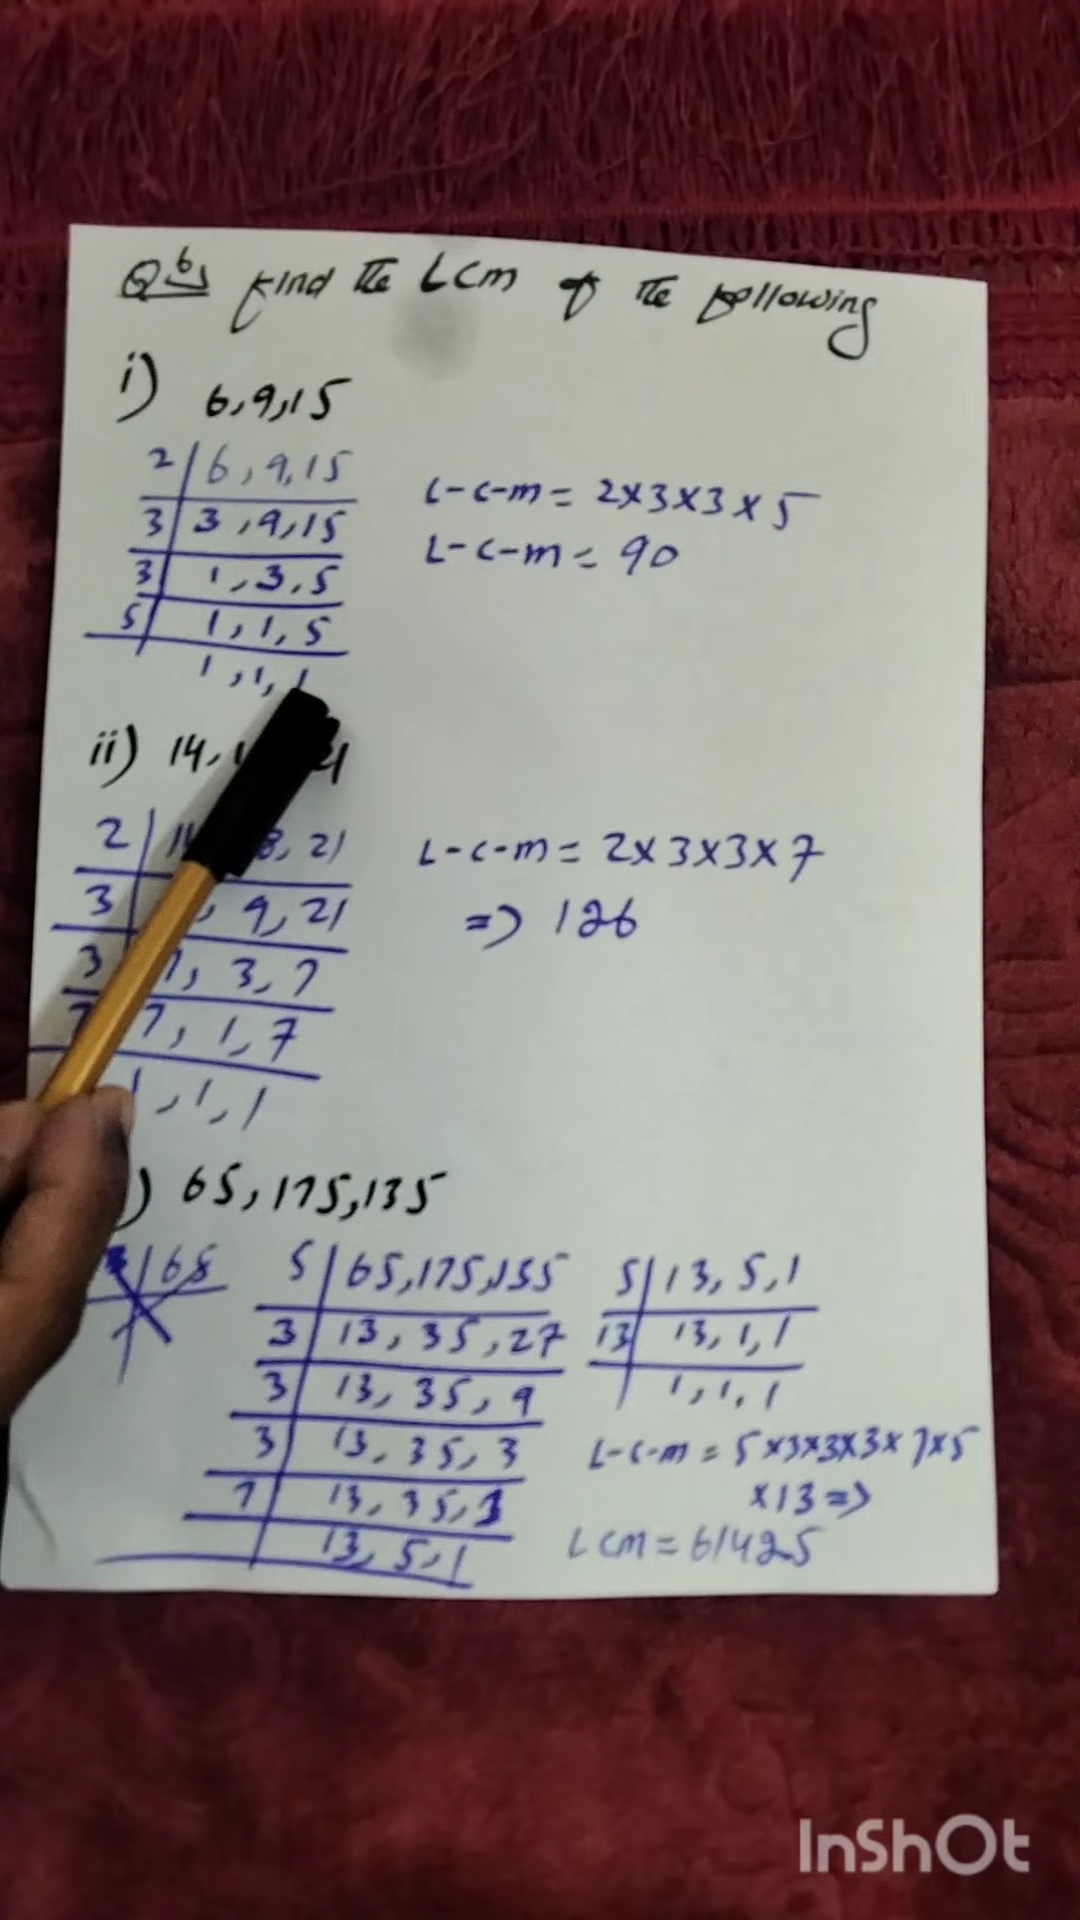 Q6 Find the LCM of the following
i) 6,9,15
2 | 6, 9, 15
3 | 3, 9, 15
3 | 1, 3, 5
5 | 1, 1, 5
1, 1, 1
L-C-M = 2×3×3×5
L-C-M = 90
ii) 14,
2 | 21
3 | 9, 21
3 | 7, 3, 7
7, 1, 7
1, 1, 1
L-C-M = 2×3×3×7
=> 126
) 65,175,135
65
5 | 65,175,135
3 | 13, 35, 27
3 | 13, 35, 9
3 | 13, 35, 3
7 | 13, 35, 1
13, 5, 1
5 | 13, 5, 1
13 | 13, 1, 1
1, 1, 1
L-C-M = 5×3×3×3×7×5
×13 =>
LCM = 61425
InShOt